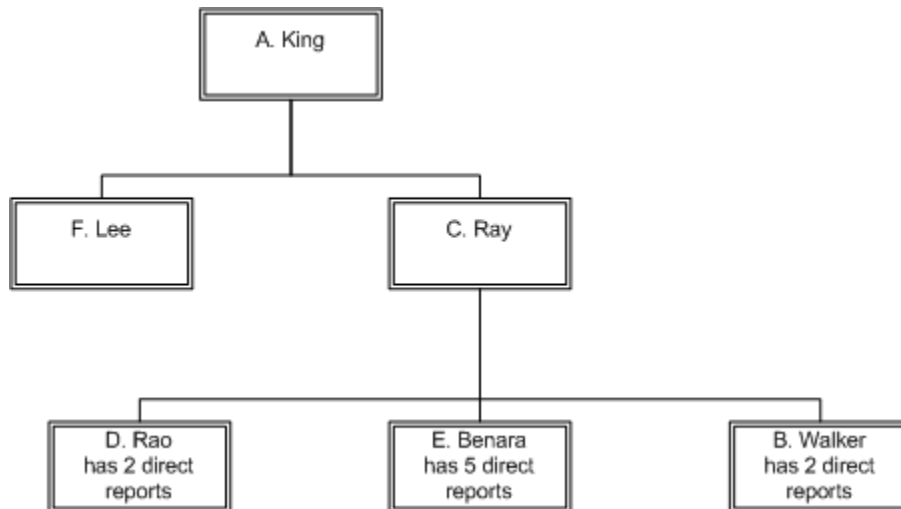 A. King
F. Lee
C. Ray
D. Rao
has 2 direct
reports
E. Benara
has 5 direct
reports
B. Walker
has 2 direct
reports